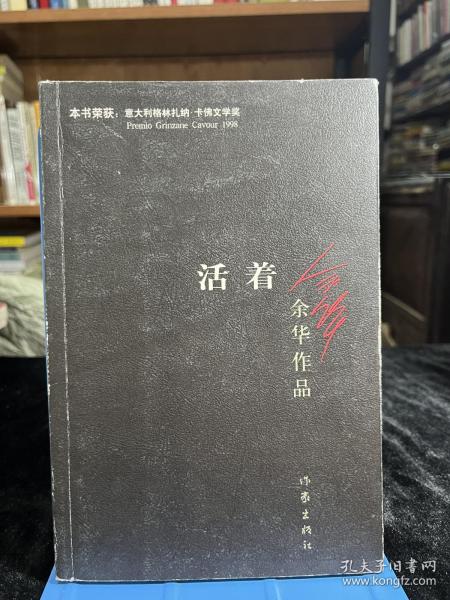 本书荣获：意大利格林扎纳·卡佛文学奖
Premio Grinzane Cavour 1998
活着
余华
余华作品
作家出版社
孔夫子旧书网
www.kongfz.com